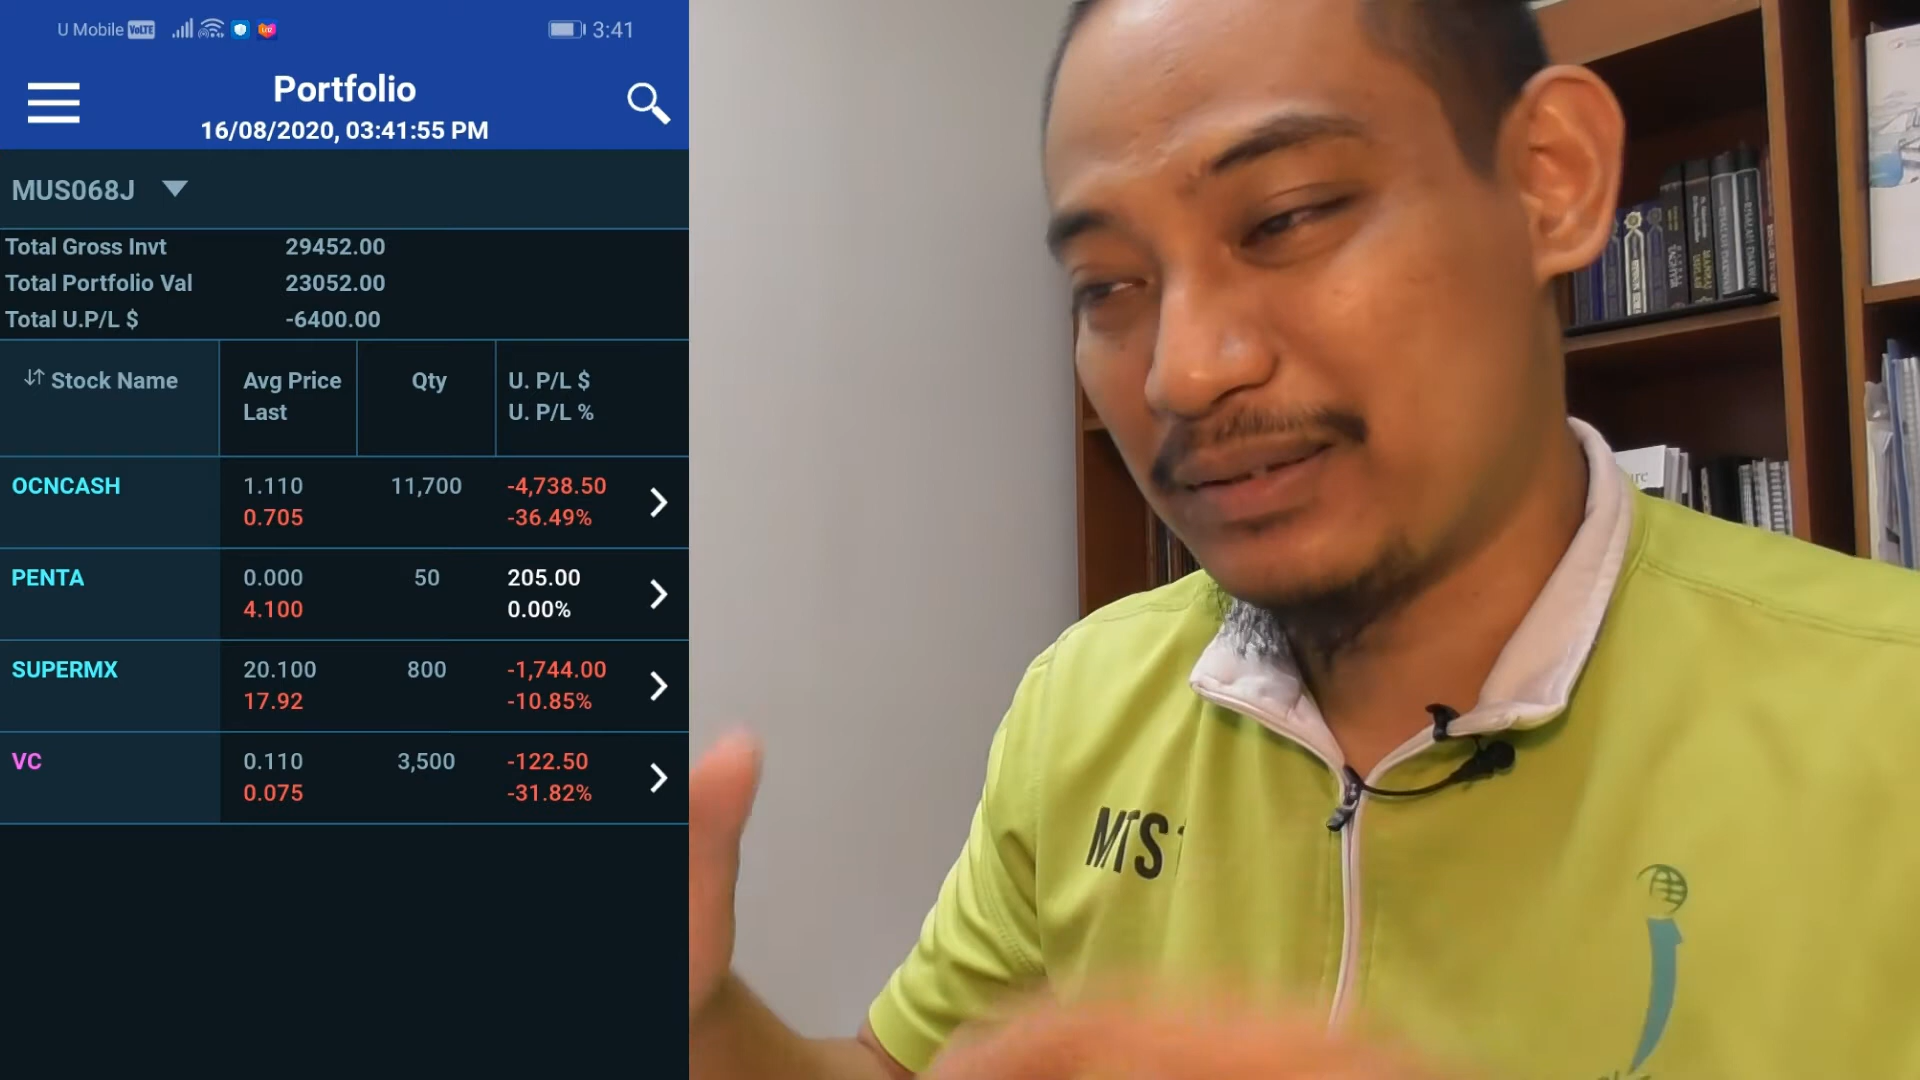 U Mobile VoLTE 3:41
Portfolio
16/08/2020, 03:41:55 PM
MUS068J
Total Gross Invt 29452.00
Total Portfolio Val 23052.00
Total U.P/L $ -6400.00
Stock Name Avg Price Qty U. P/L $
Last U. P/L %
OCNCASH 1.110 11,700 -4,738.50
0.705 -36.49%
PENTA 0.000 50 205.00
4.100 0.00%
SUPERMX 20.100 800 -1,744.00
17.92 -10.85%
VC 0.110 3,500 -122.50
0.075 -31.82%
MTS